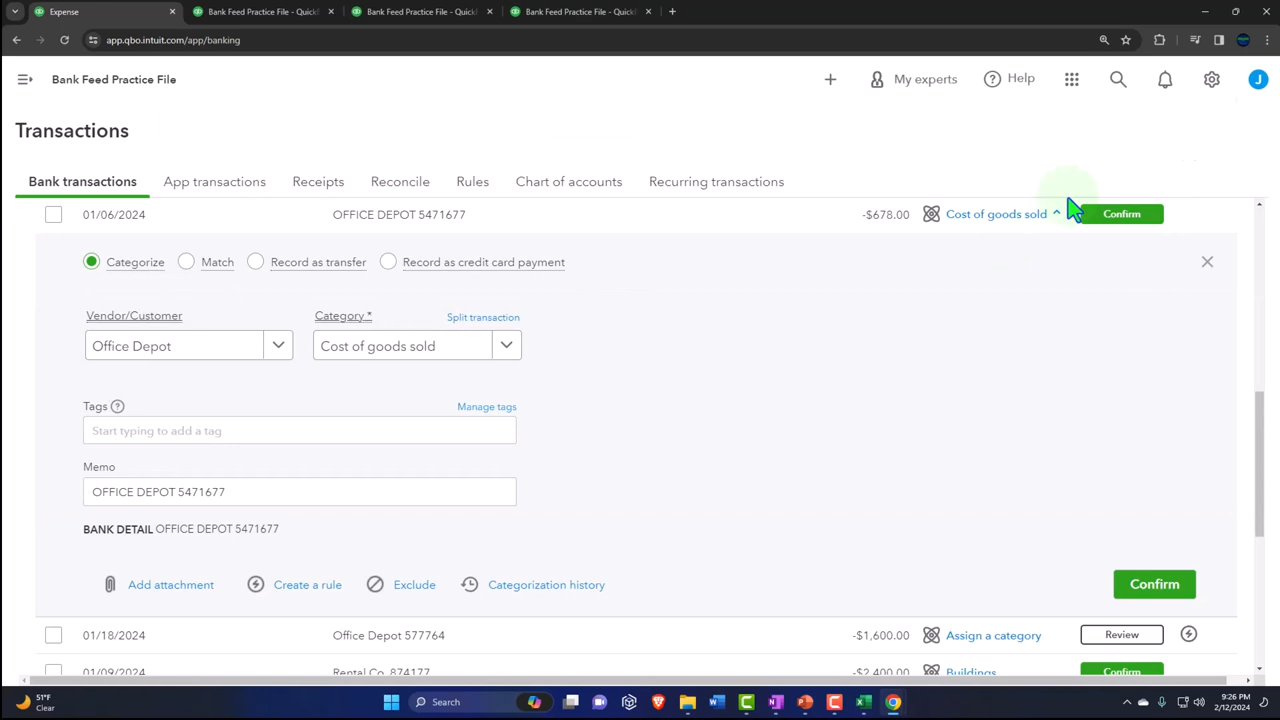 Expense
Bank Feed Practice File - Quick
Bank Feed Practice File - Quick
Bank Feed Practice File - Quick
app.qbo.intuit.com/app/banking
Bank Feed Practice File
My experts
Help
J
Transactions
Bank transactions
App transactions
Receipts
Reconcile
Rules
Chart of accounts
Recurring transactions
01/06/2024 OFFICE DEPOT 5471677 -$678.00 Cost of goods sold Confirm
Categorize Match Record as transfer Record as credit card payment
Vendor/Customer Category * Split transaction
Office Depot Cost of goods sold
Tags Manage tags
Start typing to add a tag
Memo
OFFICE DEPOT 5471677
BANK DETAIL OFFICE DEPOT 5471677
Add attachment Create a rule Exclude Categorization history Confirm
01/18/2024 Office Depot 577764 -$1,600.00 Assign a category Review
01/09/2024 Rental Co. 874177 -$2,400.00 Buildings Confirm
51°F
Clear
Search
9:26 PM
2/12/2024